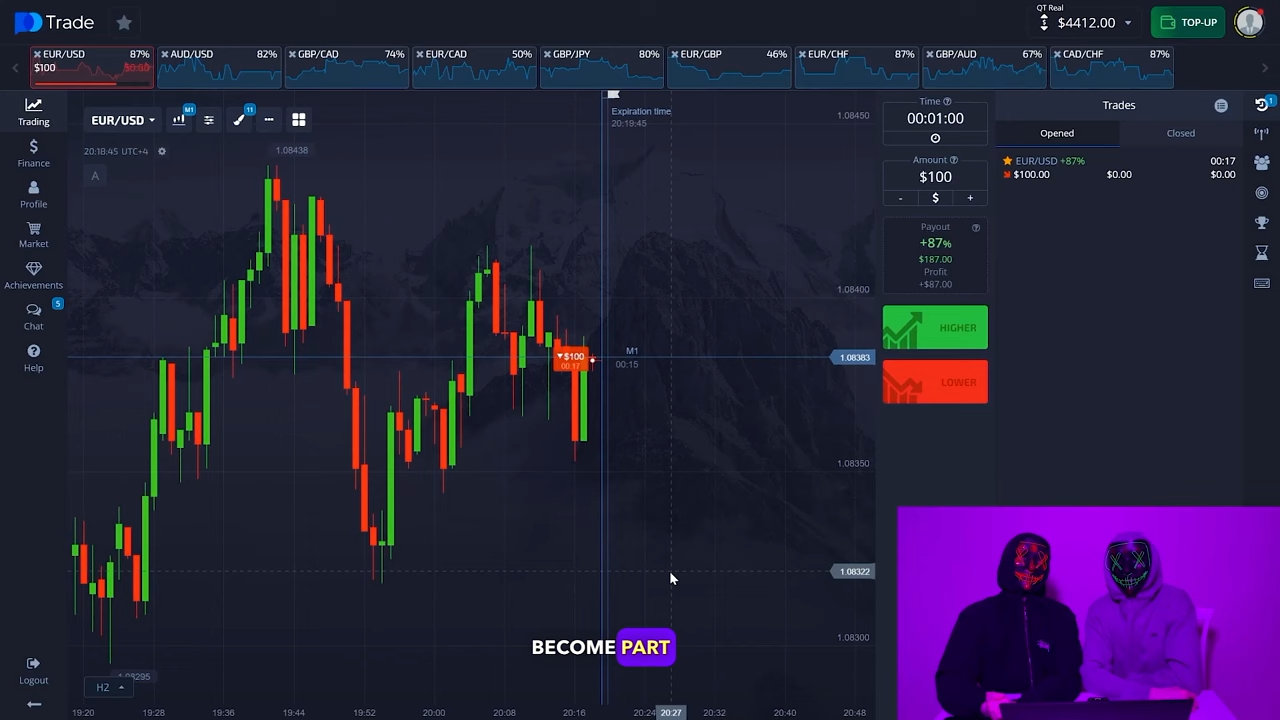 Trade
QT Real
$4412.00
TOP-UP
EUR/USD 87%
$100 $0.00
AUD/USD 82%
GBP/CAD 74%
EUR/CAD 50%
GBP/JPY 80%
EUR/GBP 46%
EUR/CHF 87%
GBP/AUD 67%
CAD/CHF 87%
Trading
Finance
Profile
Market
Achievements
5
Chat
Help
Logout
EUR/USD
M1
11
20:18:45 UTC+4
A
1.08438
Expiration time
20:19:45
1.08450
1.08400
M1
00:15
$100
00:17
1.08383
1.08350
1.08322
1.08300
1.08295
H2
19:20 19:28 19:36 19:44 19:52 20:00 20:08 20:16 20:24 20:27 20:32 20:40 20:48
Time
00:01:00
Amount
$100
- $ +
Payout
+87%
$187.00
Profit
+$87.00
HIGHER
LOWER
Trades
1
Opened Closed
EUR/USD +87% 00:17
$100.00 $0.00 $0.00
BECOME PART